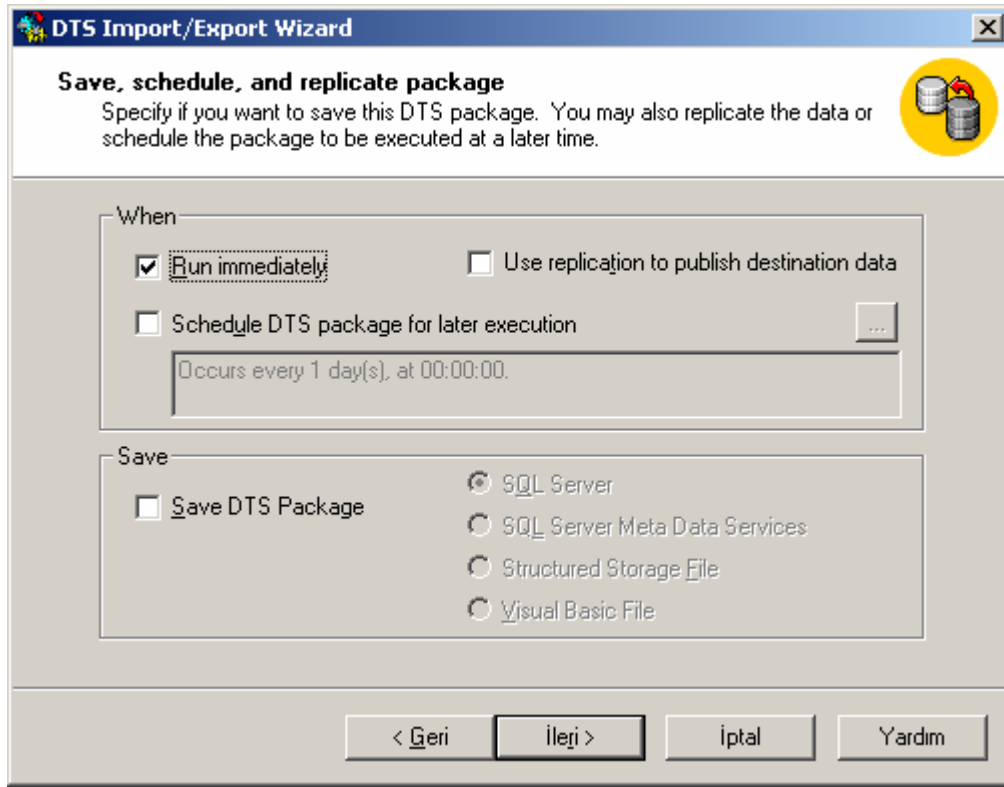 DTS Import/Export Wizard
Save, schedule, and replicate package
Specify if you want to save this DTS package. You may also replicate the data or
schedule the package to be executed at a later time.
When
Run immediately
Use replication to publish destination data
Schedule DTS package for later execution
...
Occurs every 1 day(s), at 00:00:00.
Save
Save DTS Package
SQL Server
SQL Server Meta Data Services
Structured Storage File
Visual Basic File
< Geri
İleri >
İptal
Yardım